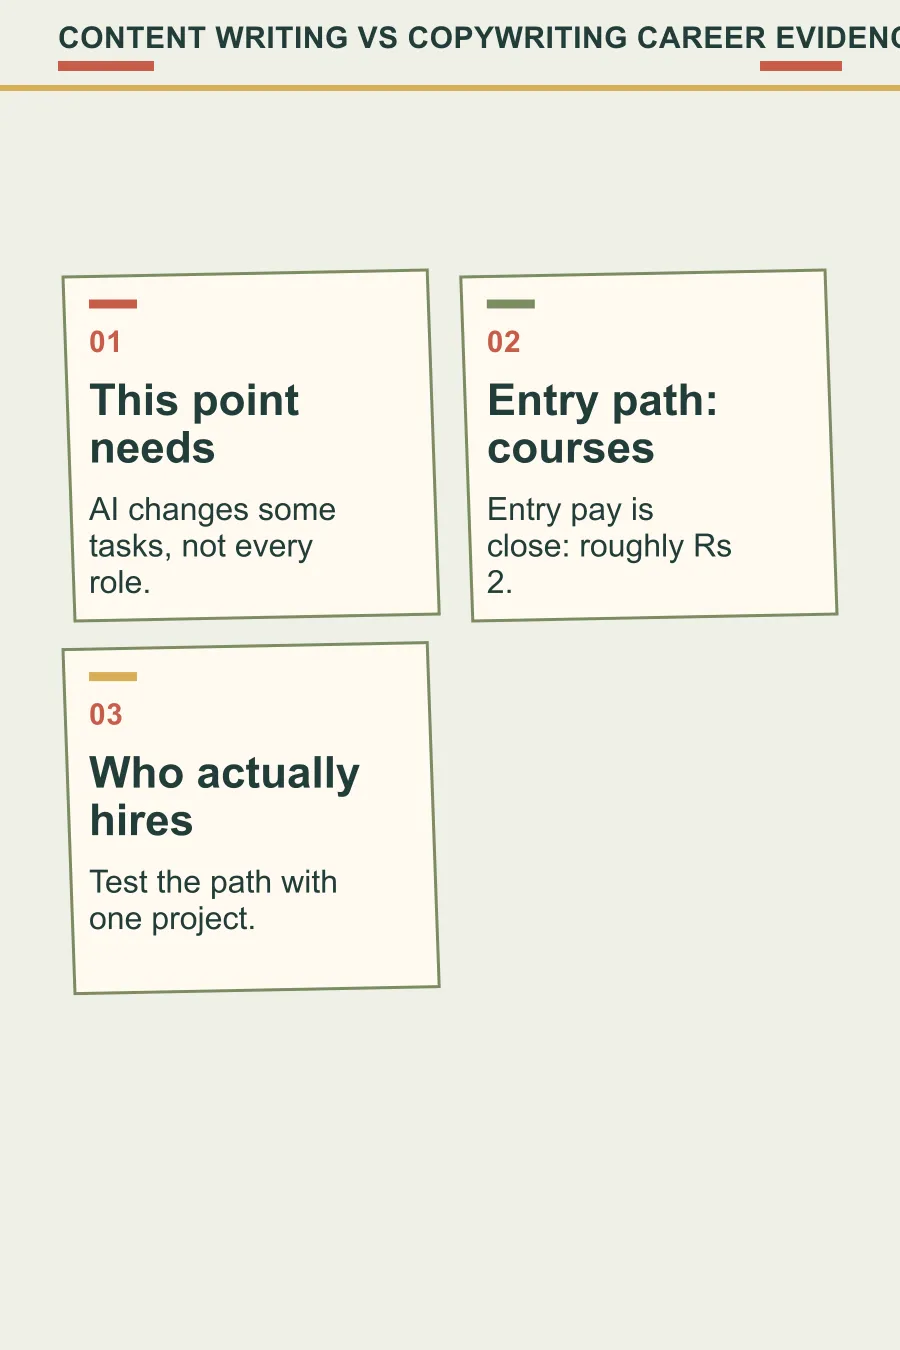 CONTENT WRITING VS COPYWRITING CAREER EVIDENC
01
This point
needs
AI changes some
tasks, not every
role.
02
Entry path:
courses
Entry pay is
close: roughly Rs
2.
03
Who actually
hires
Test the path with
one project.